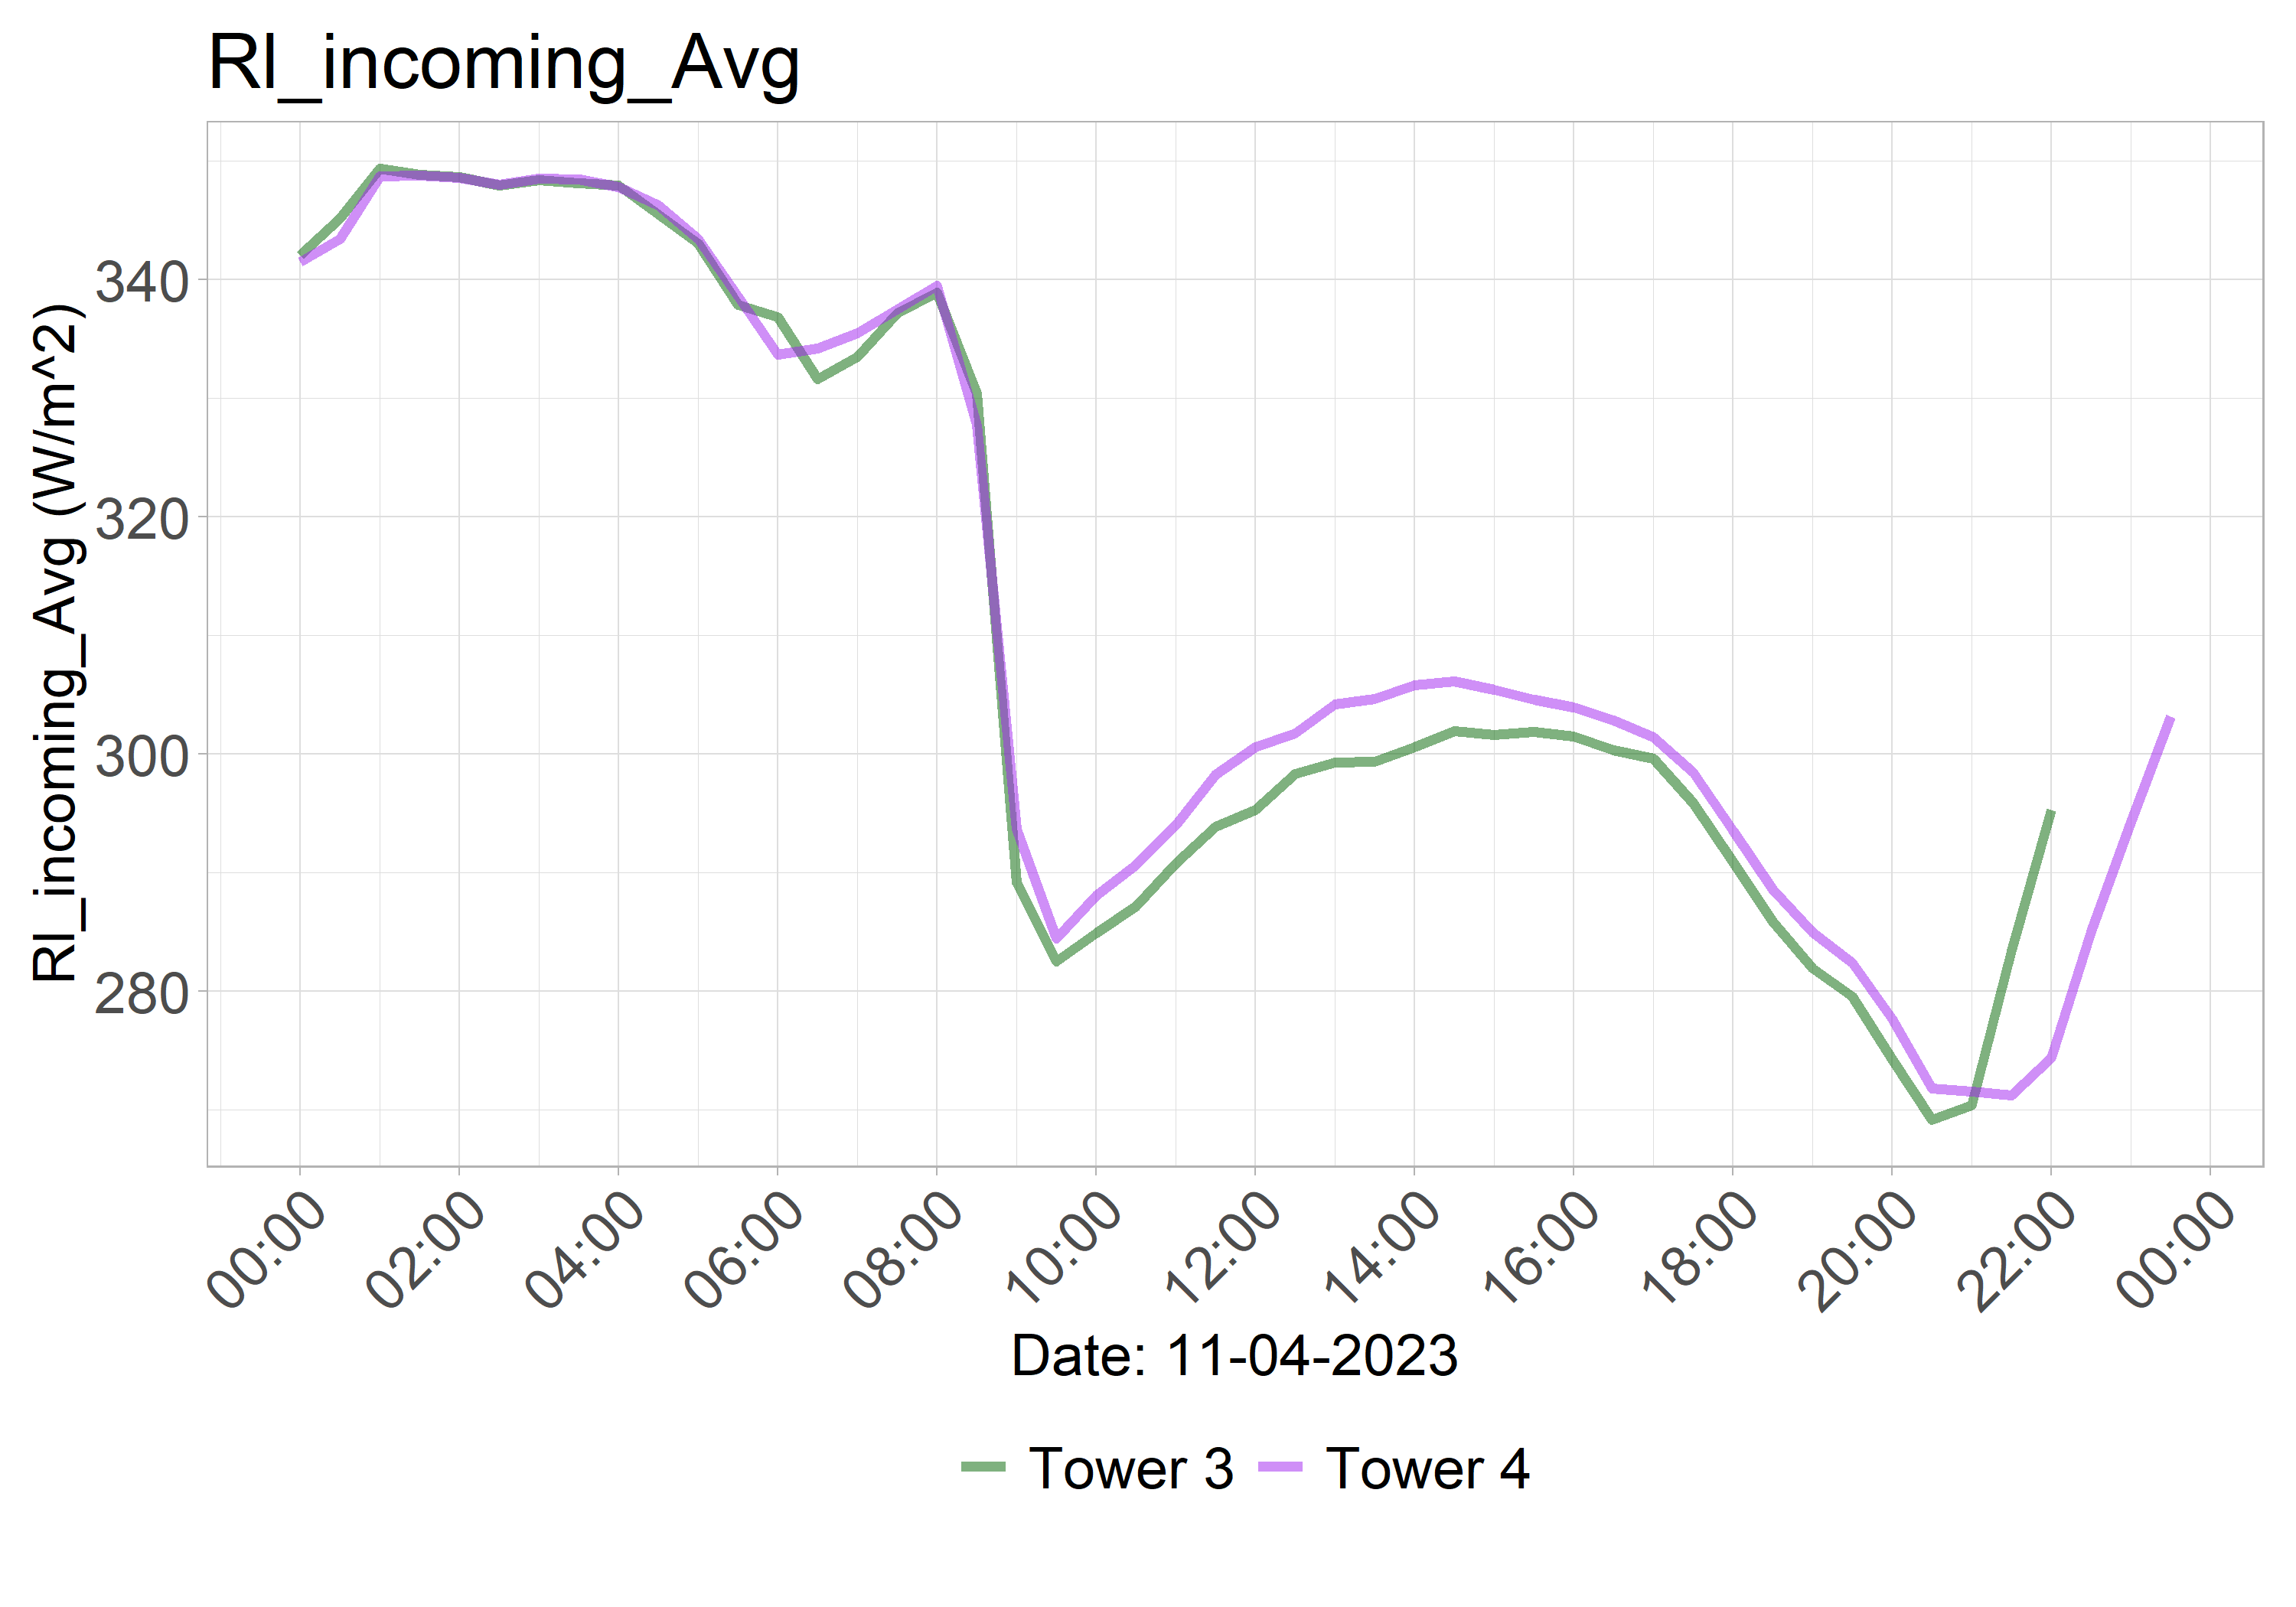 Rl_incoming_Avg
Rl_incoming_Avg (W/m^2)
340
320
300
280
00:00 02:00 04:00 06:00 08:00 10:00 12:00 14:00 16:00 18:00 20:00 22:00 00:00
Date: 11-04-2023
Tower 3 Tower 4